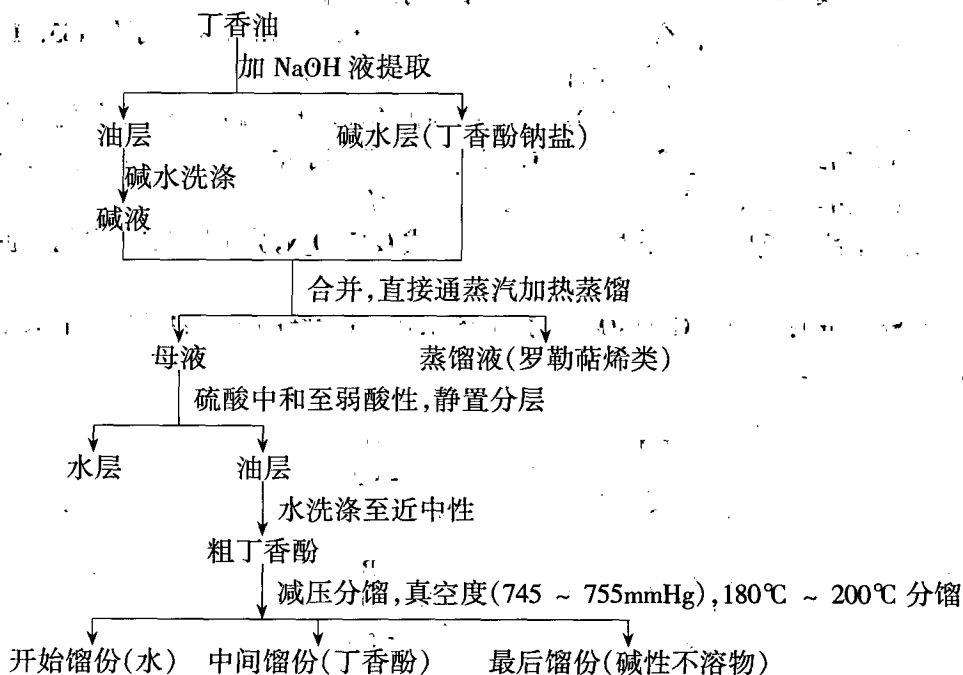 丁香油
加 NaOH 液提取
油层 碱水层(丁香酚钠盐)
碱水洗涤
碱液
合并,直接通蒸汽加热蒸馏
母液 蒸馏液(罗勒萜烯类)
硫酸中和至弱酸性,静置分层
水层 油层
水洗涤至近中性
粗丁香酚
减压分馏,真空度(745 ~ 755mmHg),180℃ ~ 200℃ 分馏
开始馏份(水) 中间馏份(丁香酚) 最后馏份(碱性不溶物)